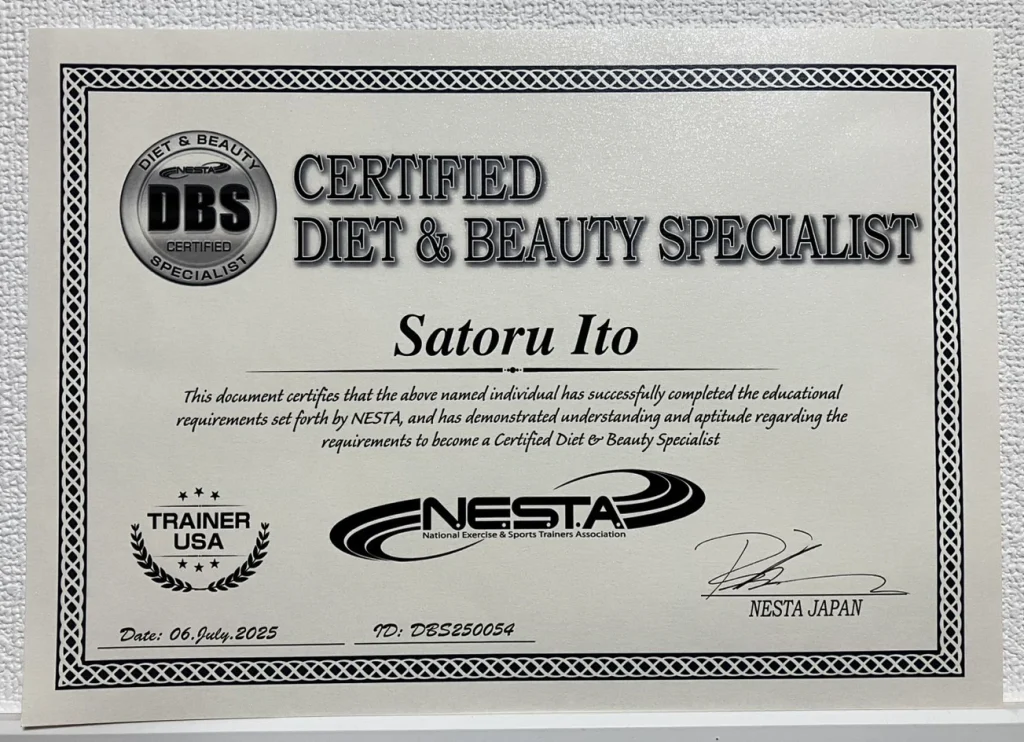 DIET & BEAUTY
NESTA
DBS
CERTIFIED
SPECIALIST
CERTIFIED
DIET & BEAUTY SPECIALIST
Satoru Ito
This document certifies that the above named individual has successfully completed the educational
requirements set forth by NESTA, and has demonstrated understanding and aptitude regarding the
requirements to become a Certified Diet & Beauty Specialist
TRAINER
USA
N.E.S.T.A.
National Exercise & Sports Trainers Association
NESTA JAPAN
Date: 06.July.2025
ID: DBS250054